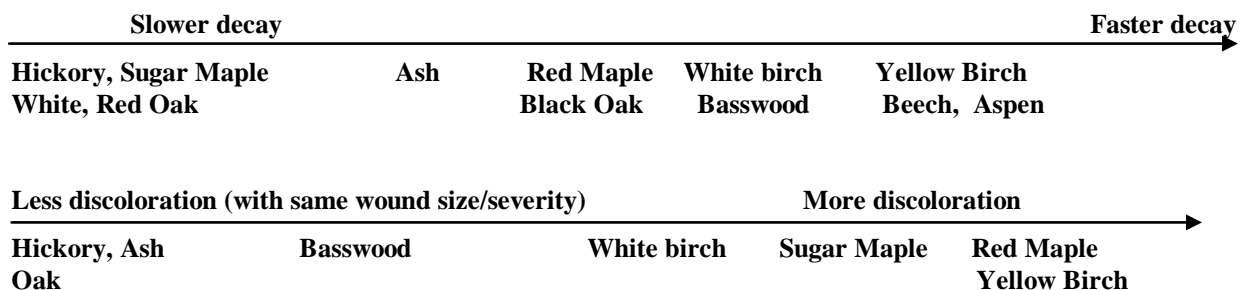 Slower decay Faster decay
Hickory, Sugar Maple Ash Red Maple White birch Yellow Birch
White, Red Oak Black Oak Basswood Beech, Aspen
Less discoloration (with same wound size/severity) More discoloration
Hickory, Ash Basswood White birch Sugar Maple Red Maple
Oak Yellow Birch